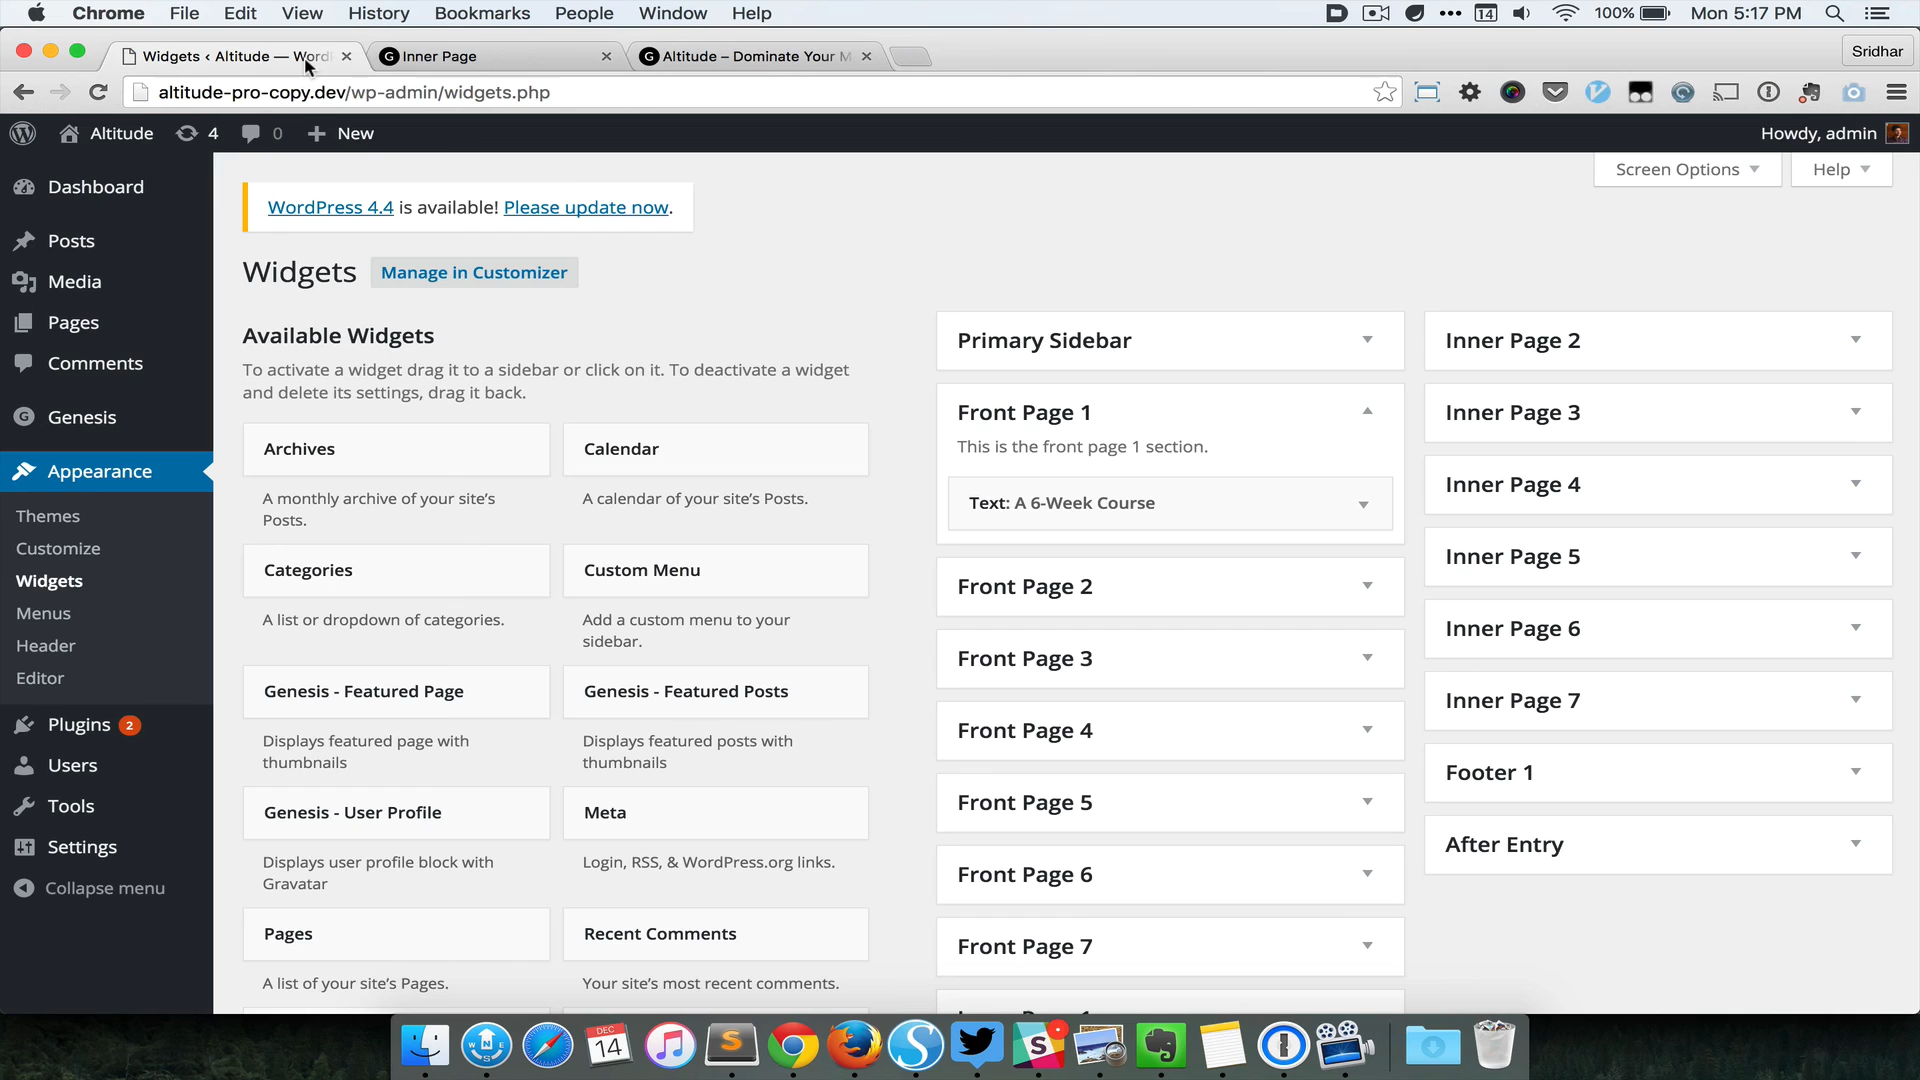 Chrome File Edit View History Bookmarks People Window Help
14 100% Mon 5:17 PM
Widgets ‹ Altitude — Word
Inner Page
Altitude – Dominate Your M
Sridhar
altitude-pro-copy.dev/wp-admin/widgets.php
Altitude 4 0 New
Howdy, admin
Dashboard
Posts
Media
Pages
Comments
Genesis
Appearance
Themes
Customize
Widgets
Menus
Header
Editor
Plugins 2
Users
Tools
Settings
Collapse menu
Screen Options
Help
WordPress 4.4 is available! Please update now.
Widgets
Manage in Customizer
Available Widgets
To activate a widget drag it to a sidebar or click on it. To deactivate a widget
and delete its settings, drag it back.
Archives
A monthly archive of your site’s
Posts.
Calendar
A calendar of your site’s Posts.
Categories
A list or dropdown of categories.
Custom Menu
Add a custom menu to your
sidebar.
Genesis - Featured Page
Displays featured page with
thumbnails
Genesis - Featured Posts
Displays featured posts with
thumbnails
Genesis - User Profile
Displays user profile block with
Gravatar
Meta
Login, RSS, & WordPress.org links.
Pages
A list of your site’s Pages.
Recent Comments
Your site’s most recent comments.
Primary Sidebar
Front Page 1
This is the front page 1 section.
Text: A 6-Week Course
Front Page 2
Front Page 3
Front Page 4
Front Page 5
Front Page 6
Front Page 7
Inner Page 2
Inner Page 3
Inner Page 4
Inner Page 5
Inner Page 6
Inner Page 7
Footer 1
After Entry
DEC
14